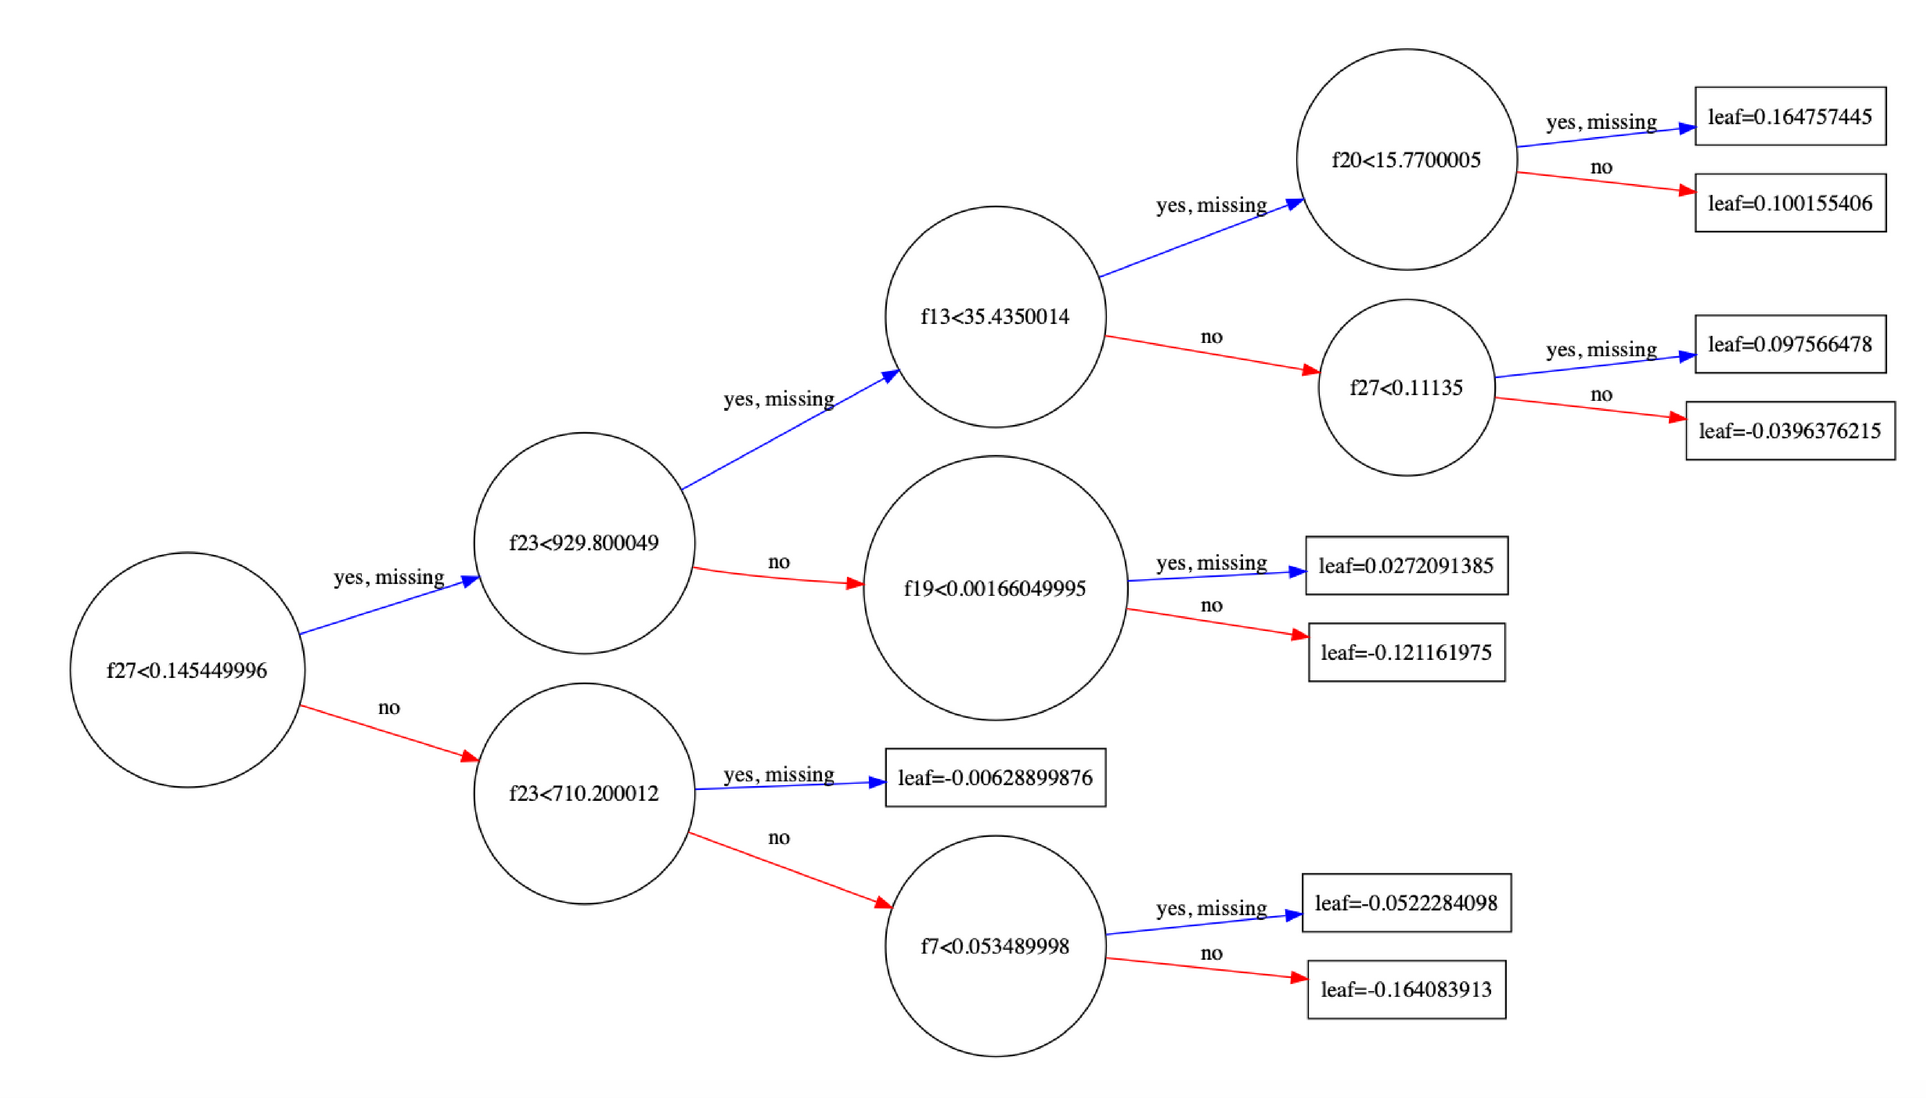 yes, missing
leaf=0.164757445
f20<15.7700005
no
leaf=0.100155406
yes, missing
f13<35.4350014
no
yes, missing
leaf=0.097566478
f27<0.11135
no
leaf=-0.0396376215
yes, missing
f23<929.800049
no
yes, missing
leaf=0.0272091385
f19<0.00166049995
no
leaf=-0.121161975
yes, missing
f27<0.145449996
no
yes, missing
leaf=-0.00628899876
f23<710.200012
no
yes, missing
leaf=-0.0522284098
f7<0.053489998
no
leaf=-0.164083913